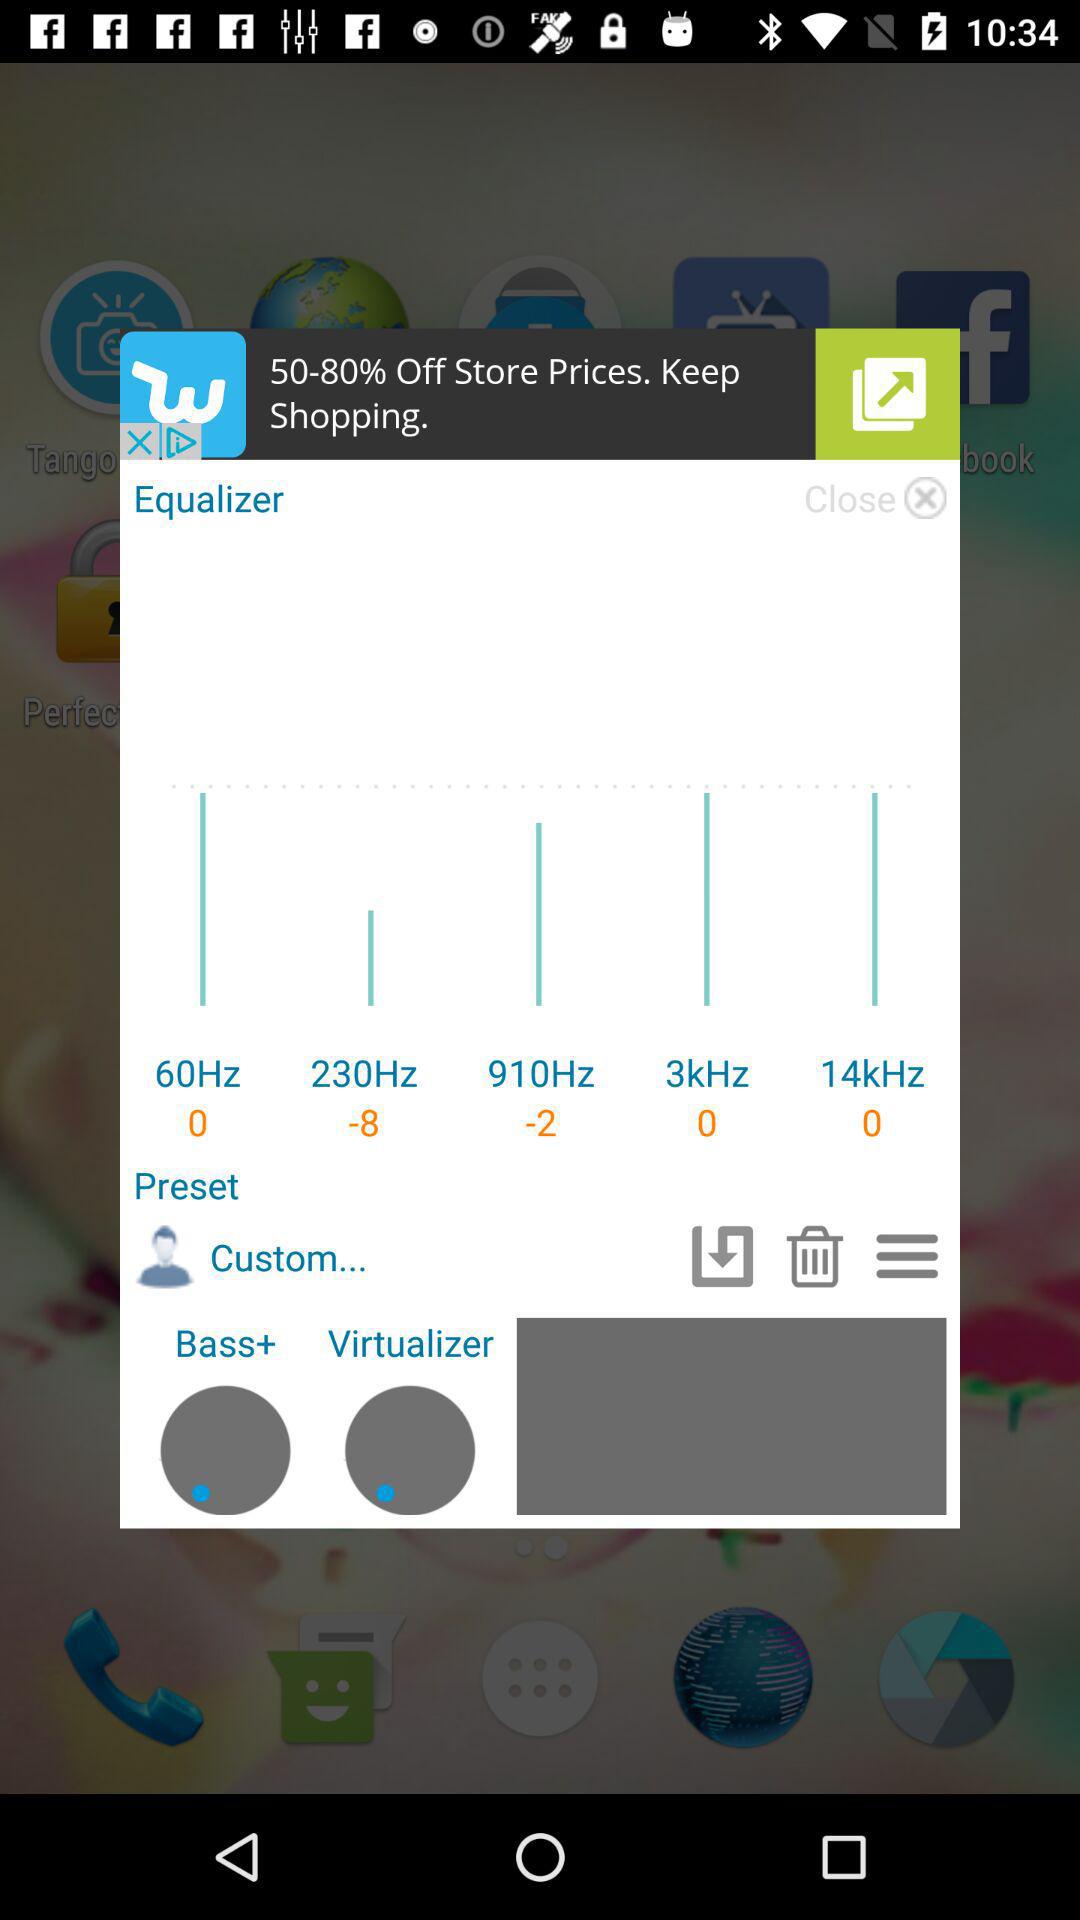 FAKE
10:34
Tango
book
Perfec
50-80% Off Store Prices. Keep
Shopping.
Equalizer
Close
60Hz 230Hz 910Hz 3kHz 14kHz
0 -8 -2 0 0
Preset
Custom...
Bass+ Virtualizer